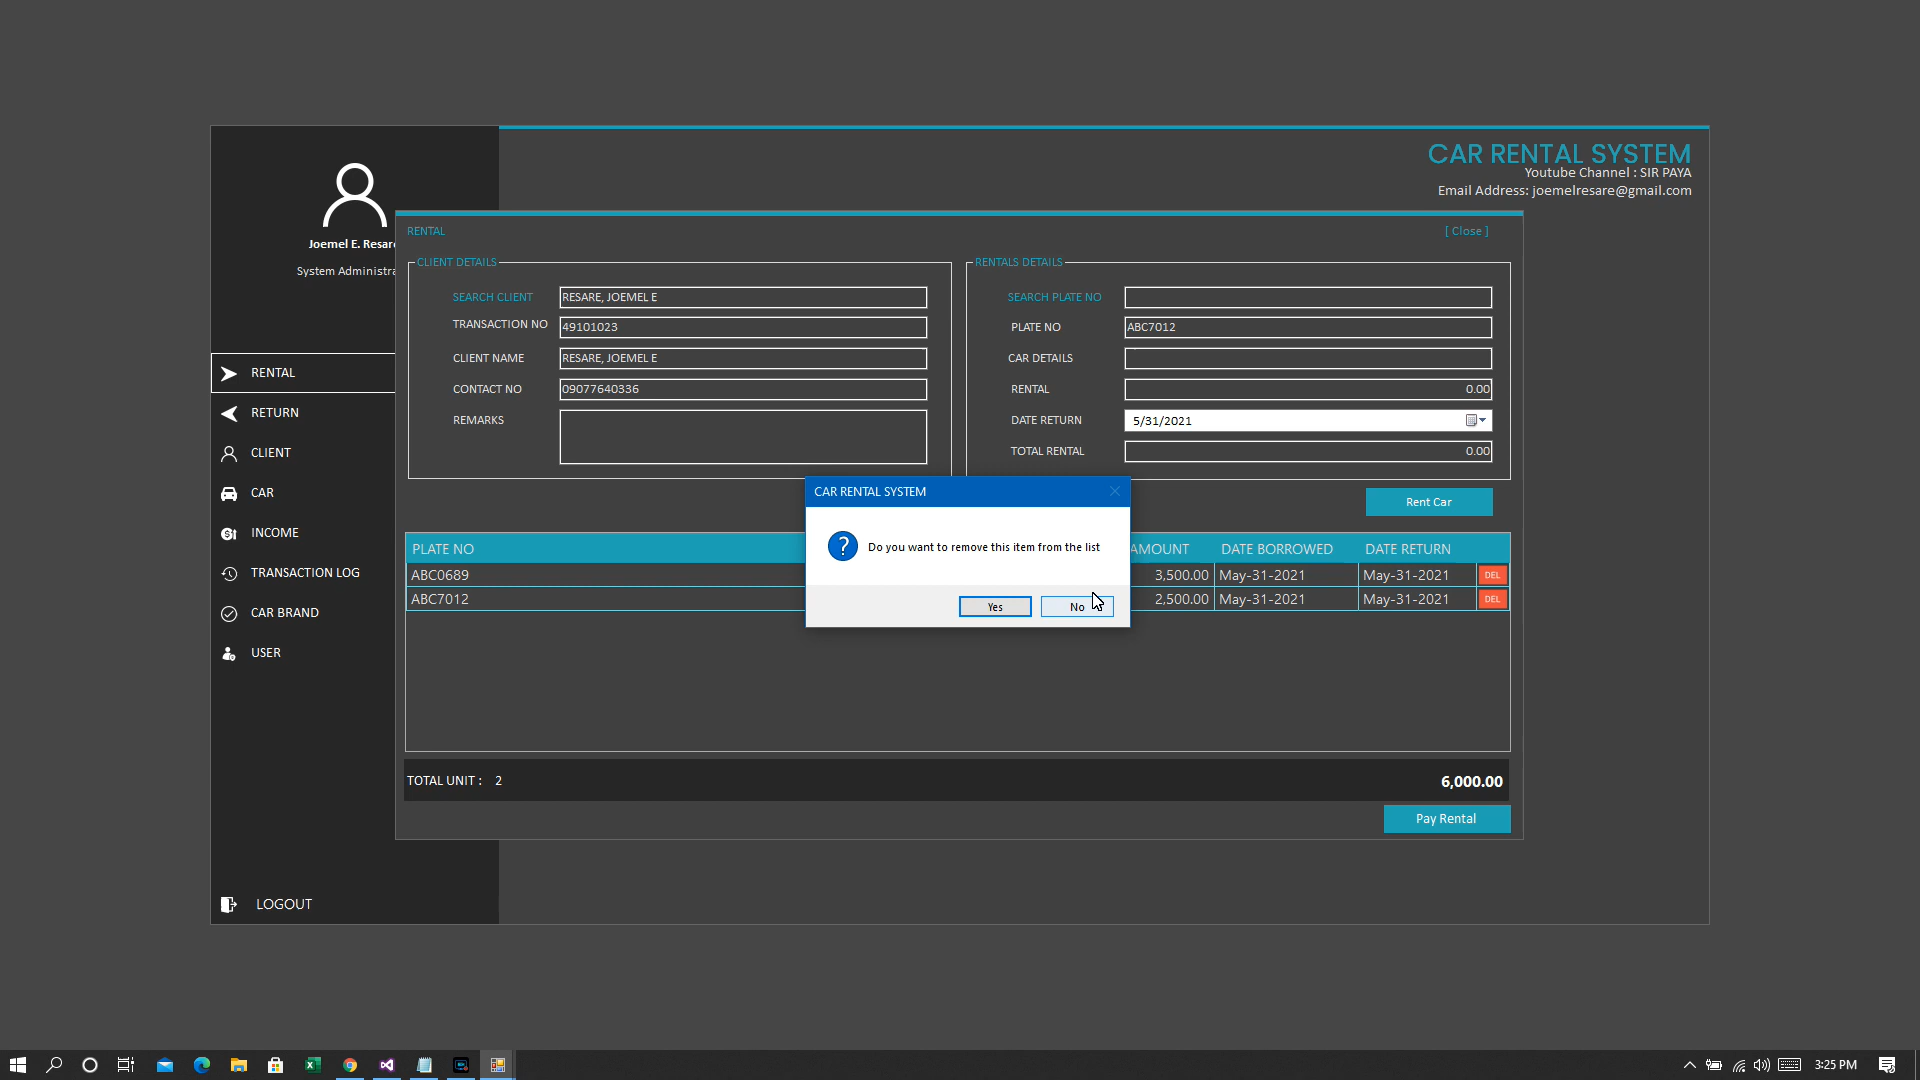 CAR RENTAL SYSTEM
Youtube Channel : SIR PAYA
Email Address: joemelresare@gmail.com
Joemel E. Resare
System Administra
RENTAL
RETURN
CLIENT
CAR
INCOME
TRANSACTION LOG
CAR BRAND
USER
LOGOUT
RENTAL
[ Close ]
CLIENT DETAILS
SEARCH CLIENT RESARE, JOEMEL E
TRANSACTION NO 49101023
CLIENT NAME RESARE, JOEMEL E
CONTACT NO 09077640336
REMARKS
RENTALS DETAILS
SEARCH PLATE NO
PLATE NO ABC7012
CAR DETAILS
RENTAL 0.00
DATE RETURN 5/31/2021
TOTAL RENTAL 0.00
Rent Car
CAR RENTAL SYSTEM
? Do you want to remove this item from the list
Yes No
PLATE NO AMOUNT DATE BORROWED DATE RETURN
ABC0689 3,500.00 May-31-2021 May-31-2021 DEL
ABC7012 2,500.00 May-31-2021 May-31-2021 DEL
TOTAL UNIT : 2 6,000.00
Pay Rental
3:25 PM